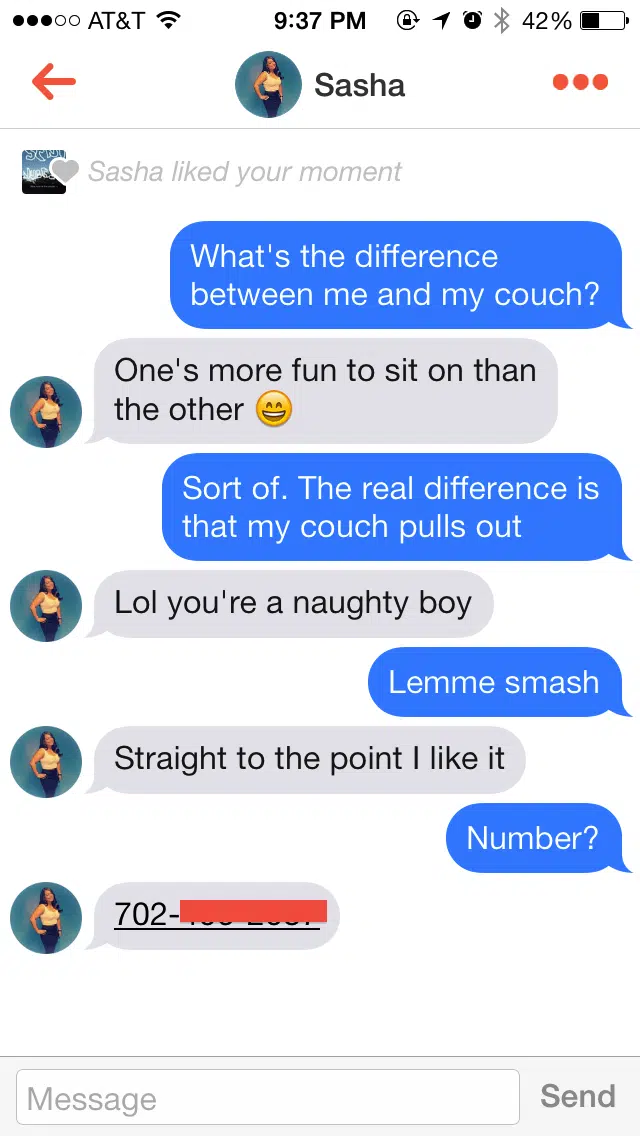 AT&T 9:37 PM 42%
Sasha
Sasha liked your moment
What's the difference
between me and my couch?
One's more fun to sit on than
the other 😄
Sort of. The real difference is
that my couch pulls out
Lol you're a naughty boy
Lemme smash
Straight to the point I like it
Number?
702-
Message Send